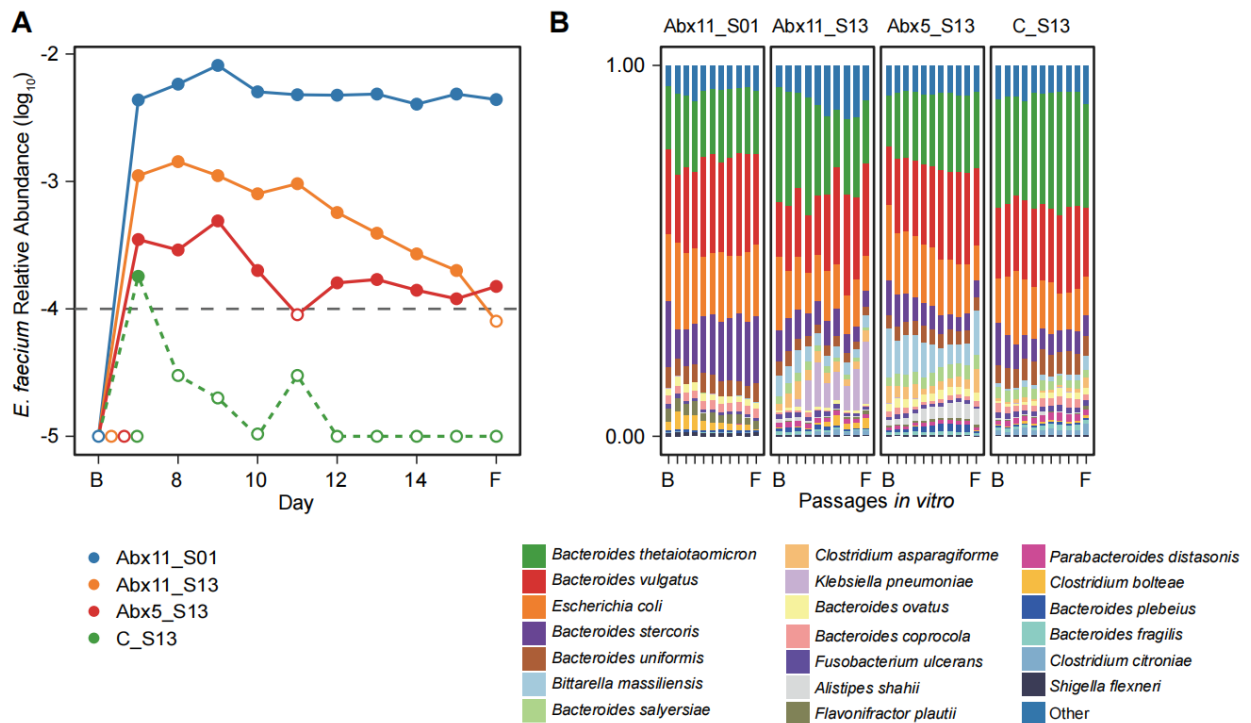 A
B
Abx11_S01 Abx11_S13 Abx5_S13 C_S13
E. faecium Relative Abundance (log10)
-2
-3
-4
-5
B 8 10 12 14 F
Day
1.00
0.00
B F B F B F B F
Passages in vitro
Abx11_S01
Abx11_S13
Abx5_S13
C_S13
Bacteroides thetaiotaomicron
Bacteroides vulgatus
Escherichia coli
Bacteroides stercoris
Bacteroides uniformis
Bittarella massiliensis
Bacteroides salyersiae
Clostridium asparagiforme
Klebsiella pneumoniae
Bacteroides ovatus
Bacteroides coprocola
Fusobacterium ulcerans
Alistipes shahii
Flavonifractor plautii
Parabacteroides distasonis
Clostridium bolteae
Bacteroides plebeius
Bacteroides fragilis
Clostridium citroniae
Shigella flexneri
Other